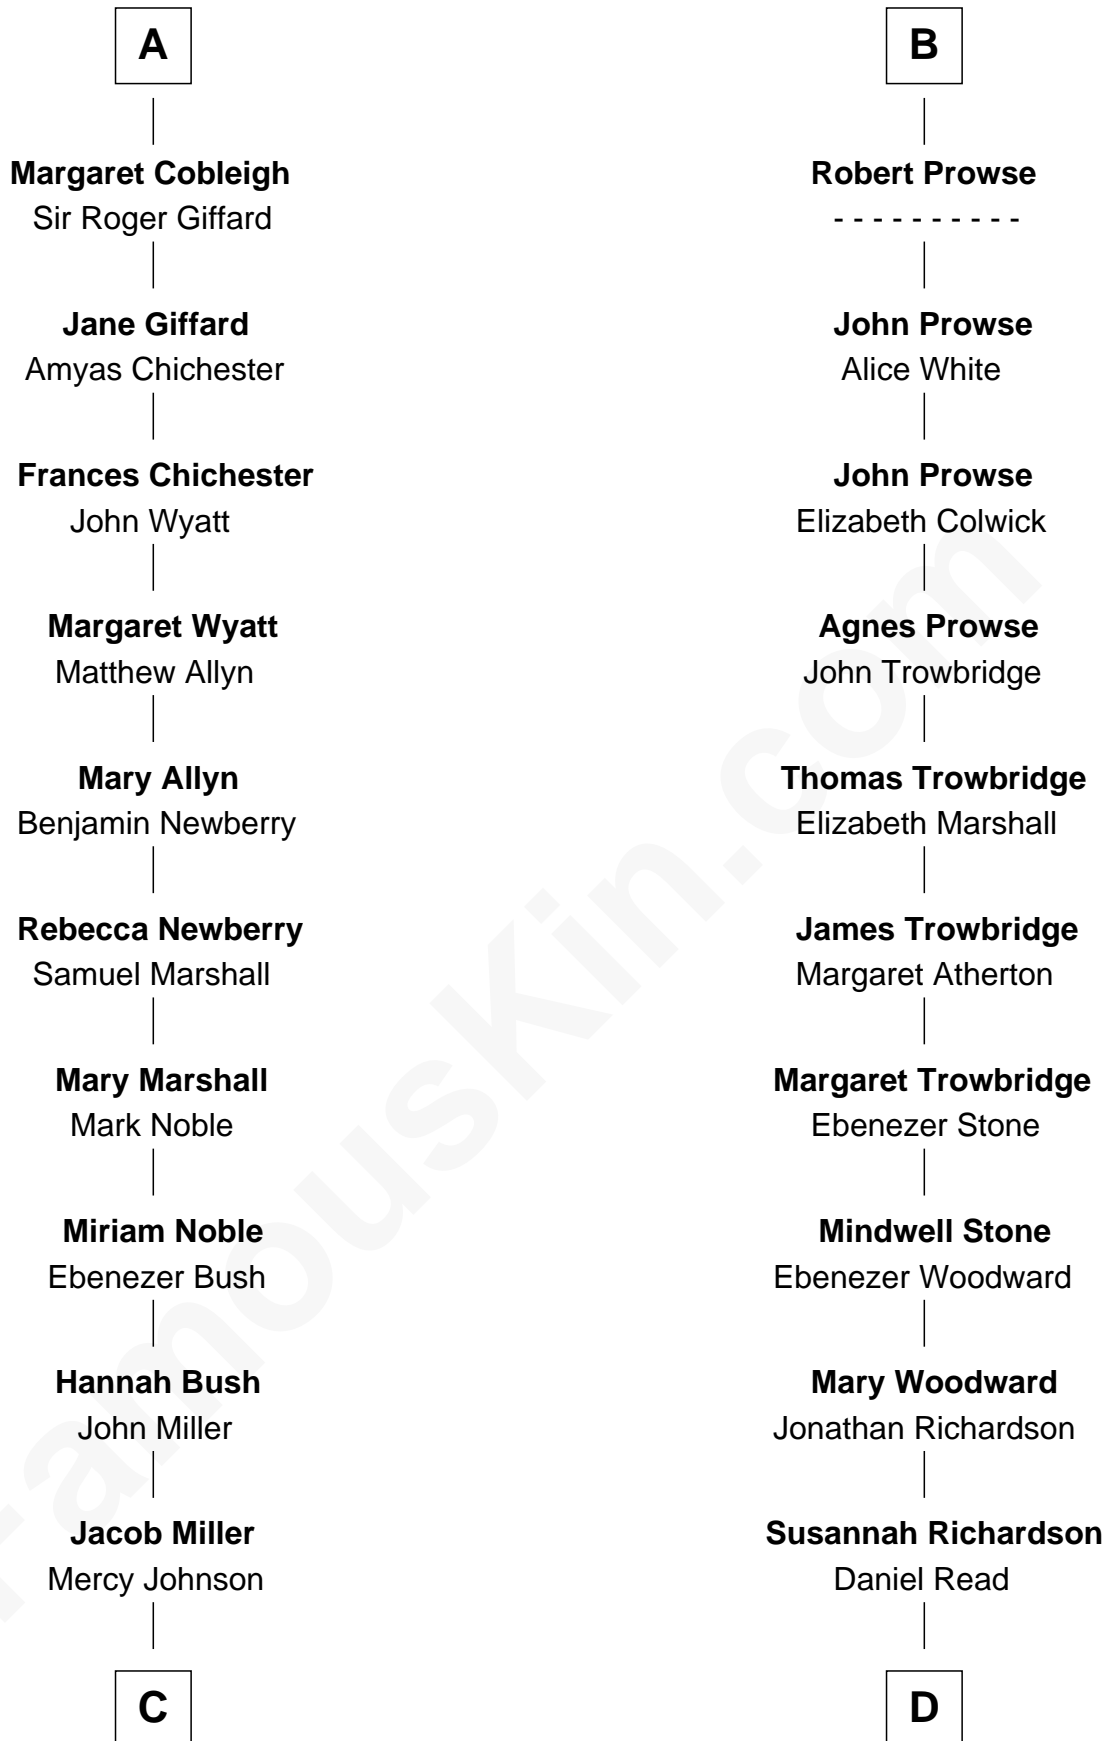 A
Margaret Cobleigh
Sir Roger Giffard
Jane Giffard
Amyas Chichester
Frances Chichester
John Wyatt
Margaret Wyatt
Matthew Allyn
Mary Allyn
Benjamin Newberry
Rebecca Newberry
Samuel Marshall
Mary Marshall
Mark Noble
Miriam Noble
Ebenezer Bush
Hannah Bush
John Miller
Jacob Miller
Mercy Johnson
C
B
Robert Prowse
- - - - - - - - - -
John Prowse
Alice White
John Prowse
Elizabeth Colwick
Agnes Prowse
John Trowbridge
Thomas Trowbridge
Elizabeth Marshall
James Trowbridge
Margaret Atherton
Margaret Trowbridge
Ebenezer Stone
Mindwell Stone
Ebenezer Woodward
Mary Woodward
Jonathan Richardson
Susannah Richardson
Daniel Read
D
FamousKin.com